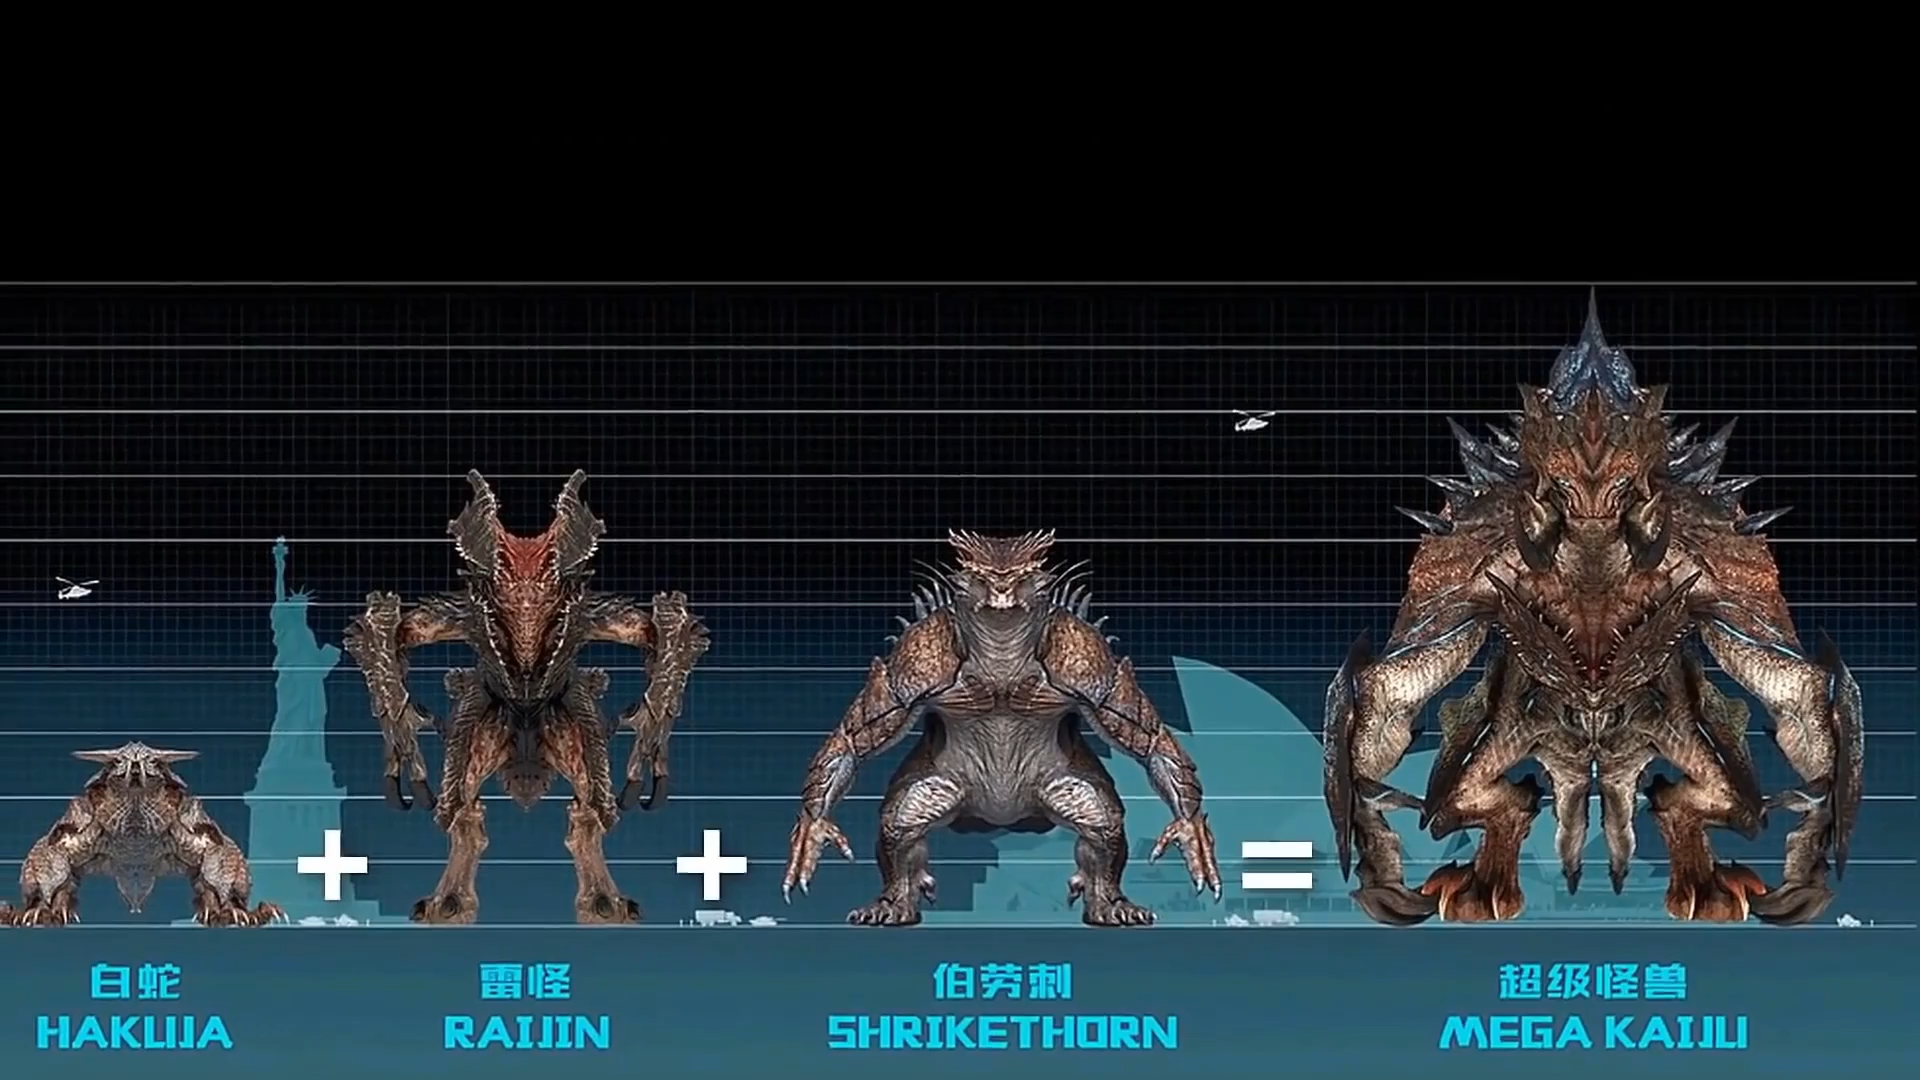 白蛇
HAKUJA
+
雷怪
RAIJIN
+
伯劳刺
SHRIKETHORN
=
超级怪兽
MEGA KAIJU